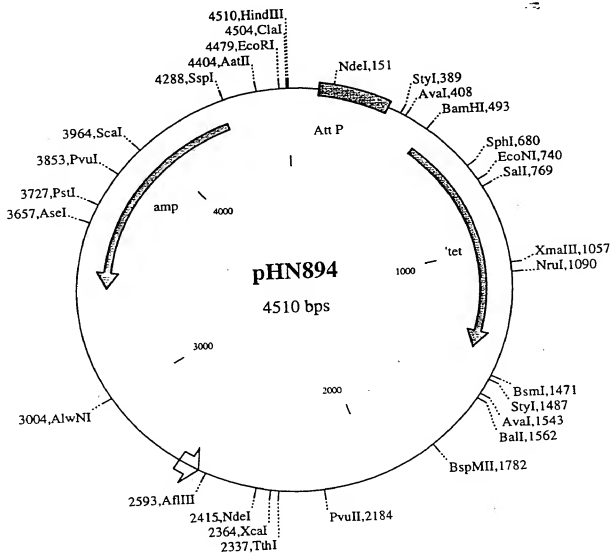 4510,HindIII
4504,ClaI
4479,EcoRI
4404,AatII
4288,SspI
3964,ScaI
3853,PvuI
3727,PstI
3657,AseI
NdeI,151
StyI,389
AvaI,408
BamHI,493
SphI,680
EcoNI,740
SalI,769
XmaIII,1057
NruI,1090
Att P
amp
4000
'tet
1000
pHN894
4510 bps
3000
2000
BsmI,1471
StyI,1487
AvaI,1543
BalI,1562
BspMII,1782
PvuII,2184
3004,AlwNI
2593,AflIII
2415,NdeI
2364,XcaI
2337,TthI